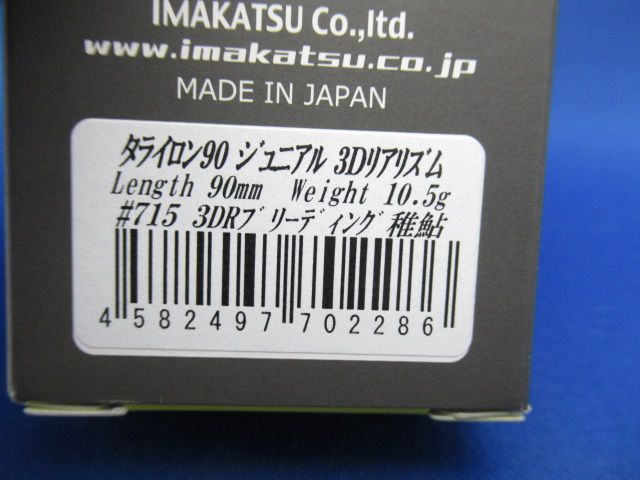 IMAKATSU Co.,ltd.
www.imakatsu.co.jp
MADE IN JAPAN
タライロン90 ジュニアル 3Dリアリズム
Length 90mm Weight 10.5g
#715 3DRブリーディング稚鮎
4 582497 702286